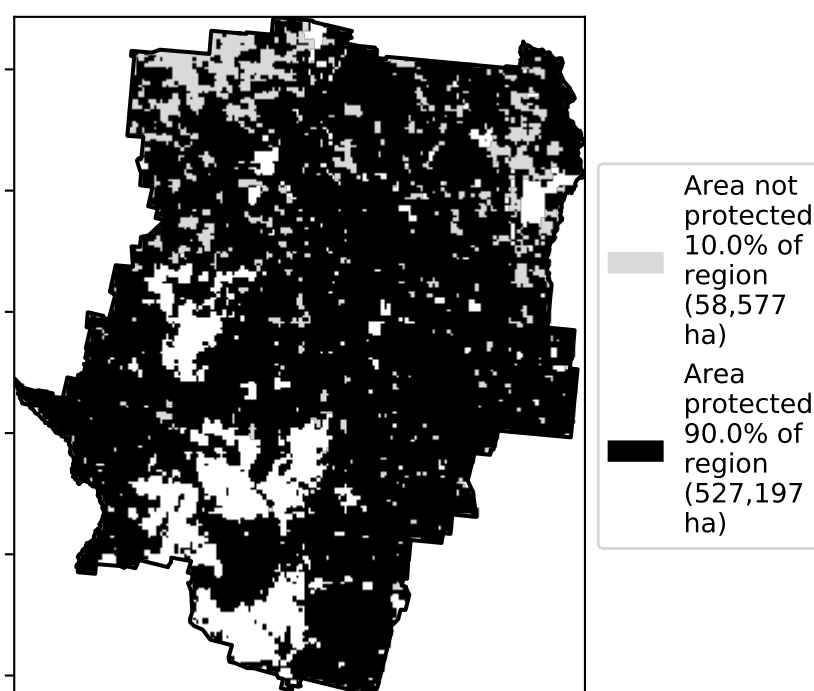 Area not
protected
10.0% of
region
(58,577
ha)
Area
protected
90.0% of
region
(527,197
ha)